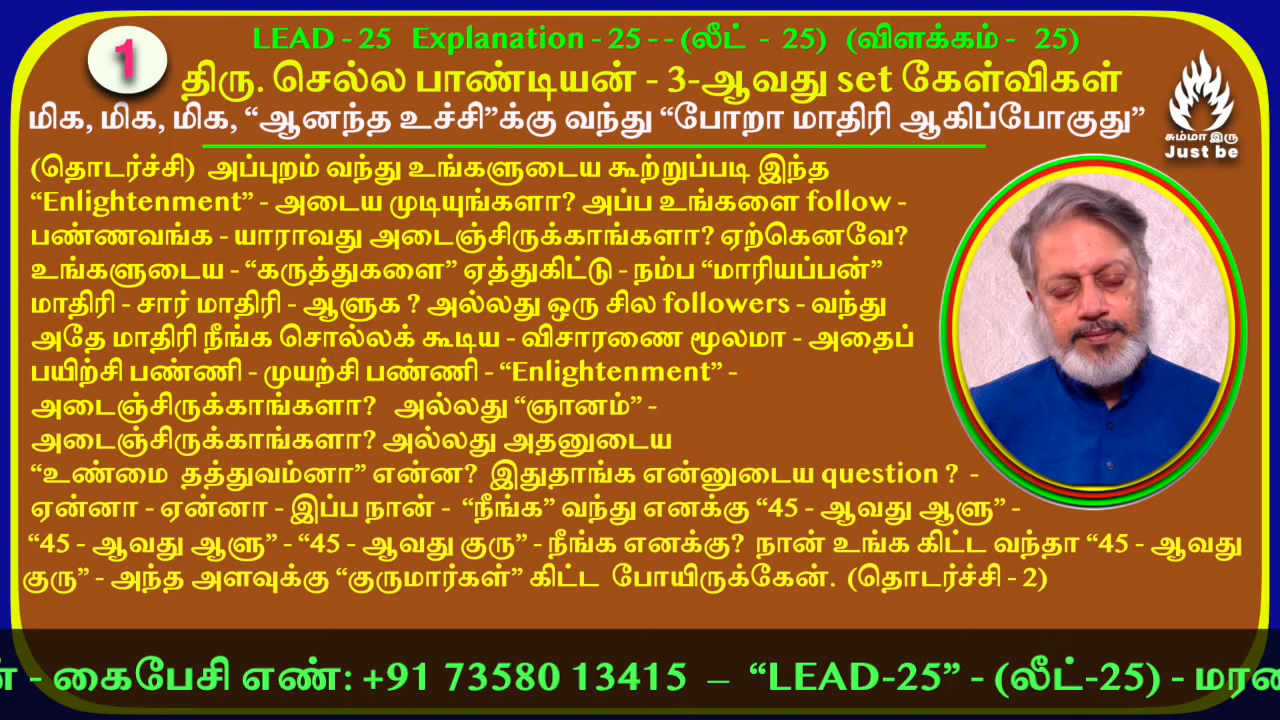 1
LEAD - 25 Explanation - 25 - - (லீட் - 25) (விளக்கம் - 25)
திரு. செல்ல பாண்டியன் - 3-ஆவது set கேள்விகள்
மிக, மிக, மிக, “ஆனந்த உச்சி”க்கு வந்து “போறா மாதிரி ஆகிப்போகுது”
சும்மா இரு
Just be
(தொடர்ச்சி) அப்புறம் வந்து உங்களுடைய கூற்றுப்படி இந்த
“Enlightenment” - அடைய முடியுங்களா? அப்ப உங்களை follow -
பண்ணவங்க - யாராவது அடைஞ்சிருக்காங்களா? ஏற்கெனவே?
உங்களுடைய - “கருத்துகளை” ஏத்துகிட்டு - நம்ப “மாரியப்பன்”
மாதிரி - சார் மாதிரி - ஆளுக ? அல்லது ஒரு சில followers - வந்து
அதே மாதிரி நீங்க சொல்லக் கூடிய - விசாரணை மூலமா - அதைப்
பயிற்சி பண்ணி - முயற்சி பண்ணி - “Enlightenment” -
அடைஞ்சிருக்காங்களா? அல்லது “ஞானம்” -
அடைஞ்சிருக்காங்களா? அல்லது அதனுடைய
“உண்மை தத்துவம்னா” என்ன? இதுதாங்க என்னுடைய question ? -
ஏன்னா - ஏன்னா - இப்ப நான் - “நீங்க” வந்து எனக்கு “45 - ஆவது ஆளு” -
“45 - ஆவது ஆளு” - “45 - ஆவது குரு” - நீங்க எனக்கு? நான் உங்க கிட்ட வந்தா “45 - ஆவது
குரு” - அந்த அளவுக்கு “குருமார்கள்” கிட்ட போயிருக்கேன். (தொடர்ச்சி - 2)
- கைபேசி எண்: +91 73580 13415 – “LEAD-25” - (லீட்-25) -